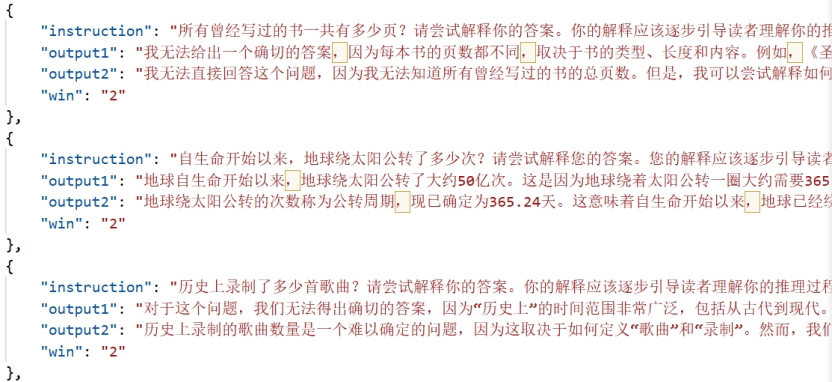 {
"instruction": "所有曾经写过的书一共有多少页？请尝试解释你的答案。你的解释应该逐步引导读者理解你的推
"output1": "我无法给出一个确切的答案，因为每本书的页数都不同，取决于书的类型、长度和内容。例如，《圣
"output2": "我无法直接回答这个问题，因为我无法知道所有曾经写过的书的总页数。但是，我可以尝试解释如何
"win": "2"
},
{
"instruction": "自生命开始以来，地球绕太阳公转了多少次？请尝试解释您的答案。您的解释应该逐步引导读者
"output1": "地球自生命开始以来，地球绕太阳公转了大约50亿次。这是因为地球绕着太阳公转一圈大约需要365
"output2": "地球绕太阳公转的次数称为公转周期，现已确定为365.24天。这意味着自生命开始以来，地球已经绕
"win": "2"
},
{
"instruction": "历史上录制了多少首歌曲？请尝试解释你的答案。你的解释应该逐步引导读者理解你的推理过程
"output1": "对于这个问题，我们无法得出确切的答案，因为“历史上”的时间范围非常广泛，包括从古代到现代。
"output2": "历史上录制的歌曲数量是一个难以确定的问题，因为这取决于如何定义“歌曲”和“录制”。然而，我们
"win": "2"
},